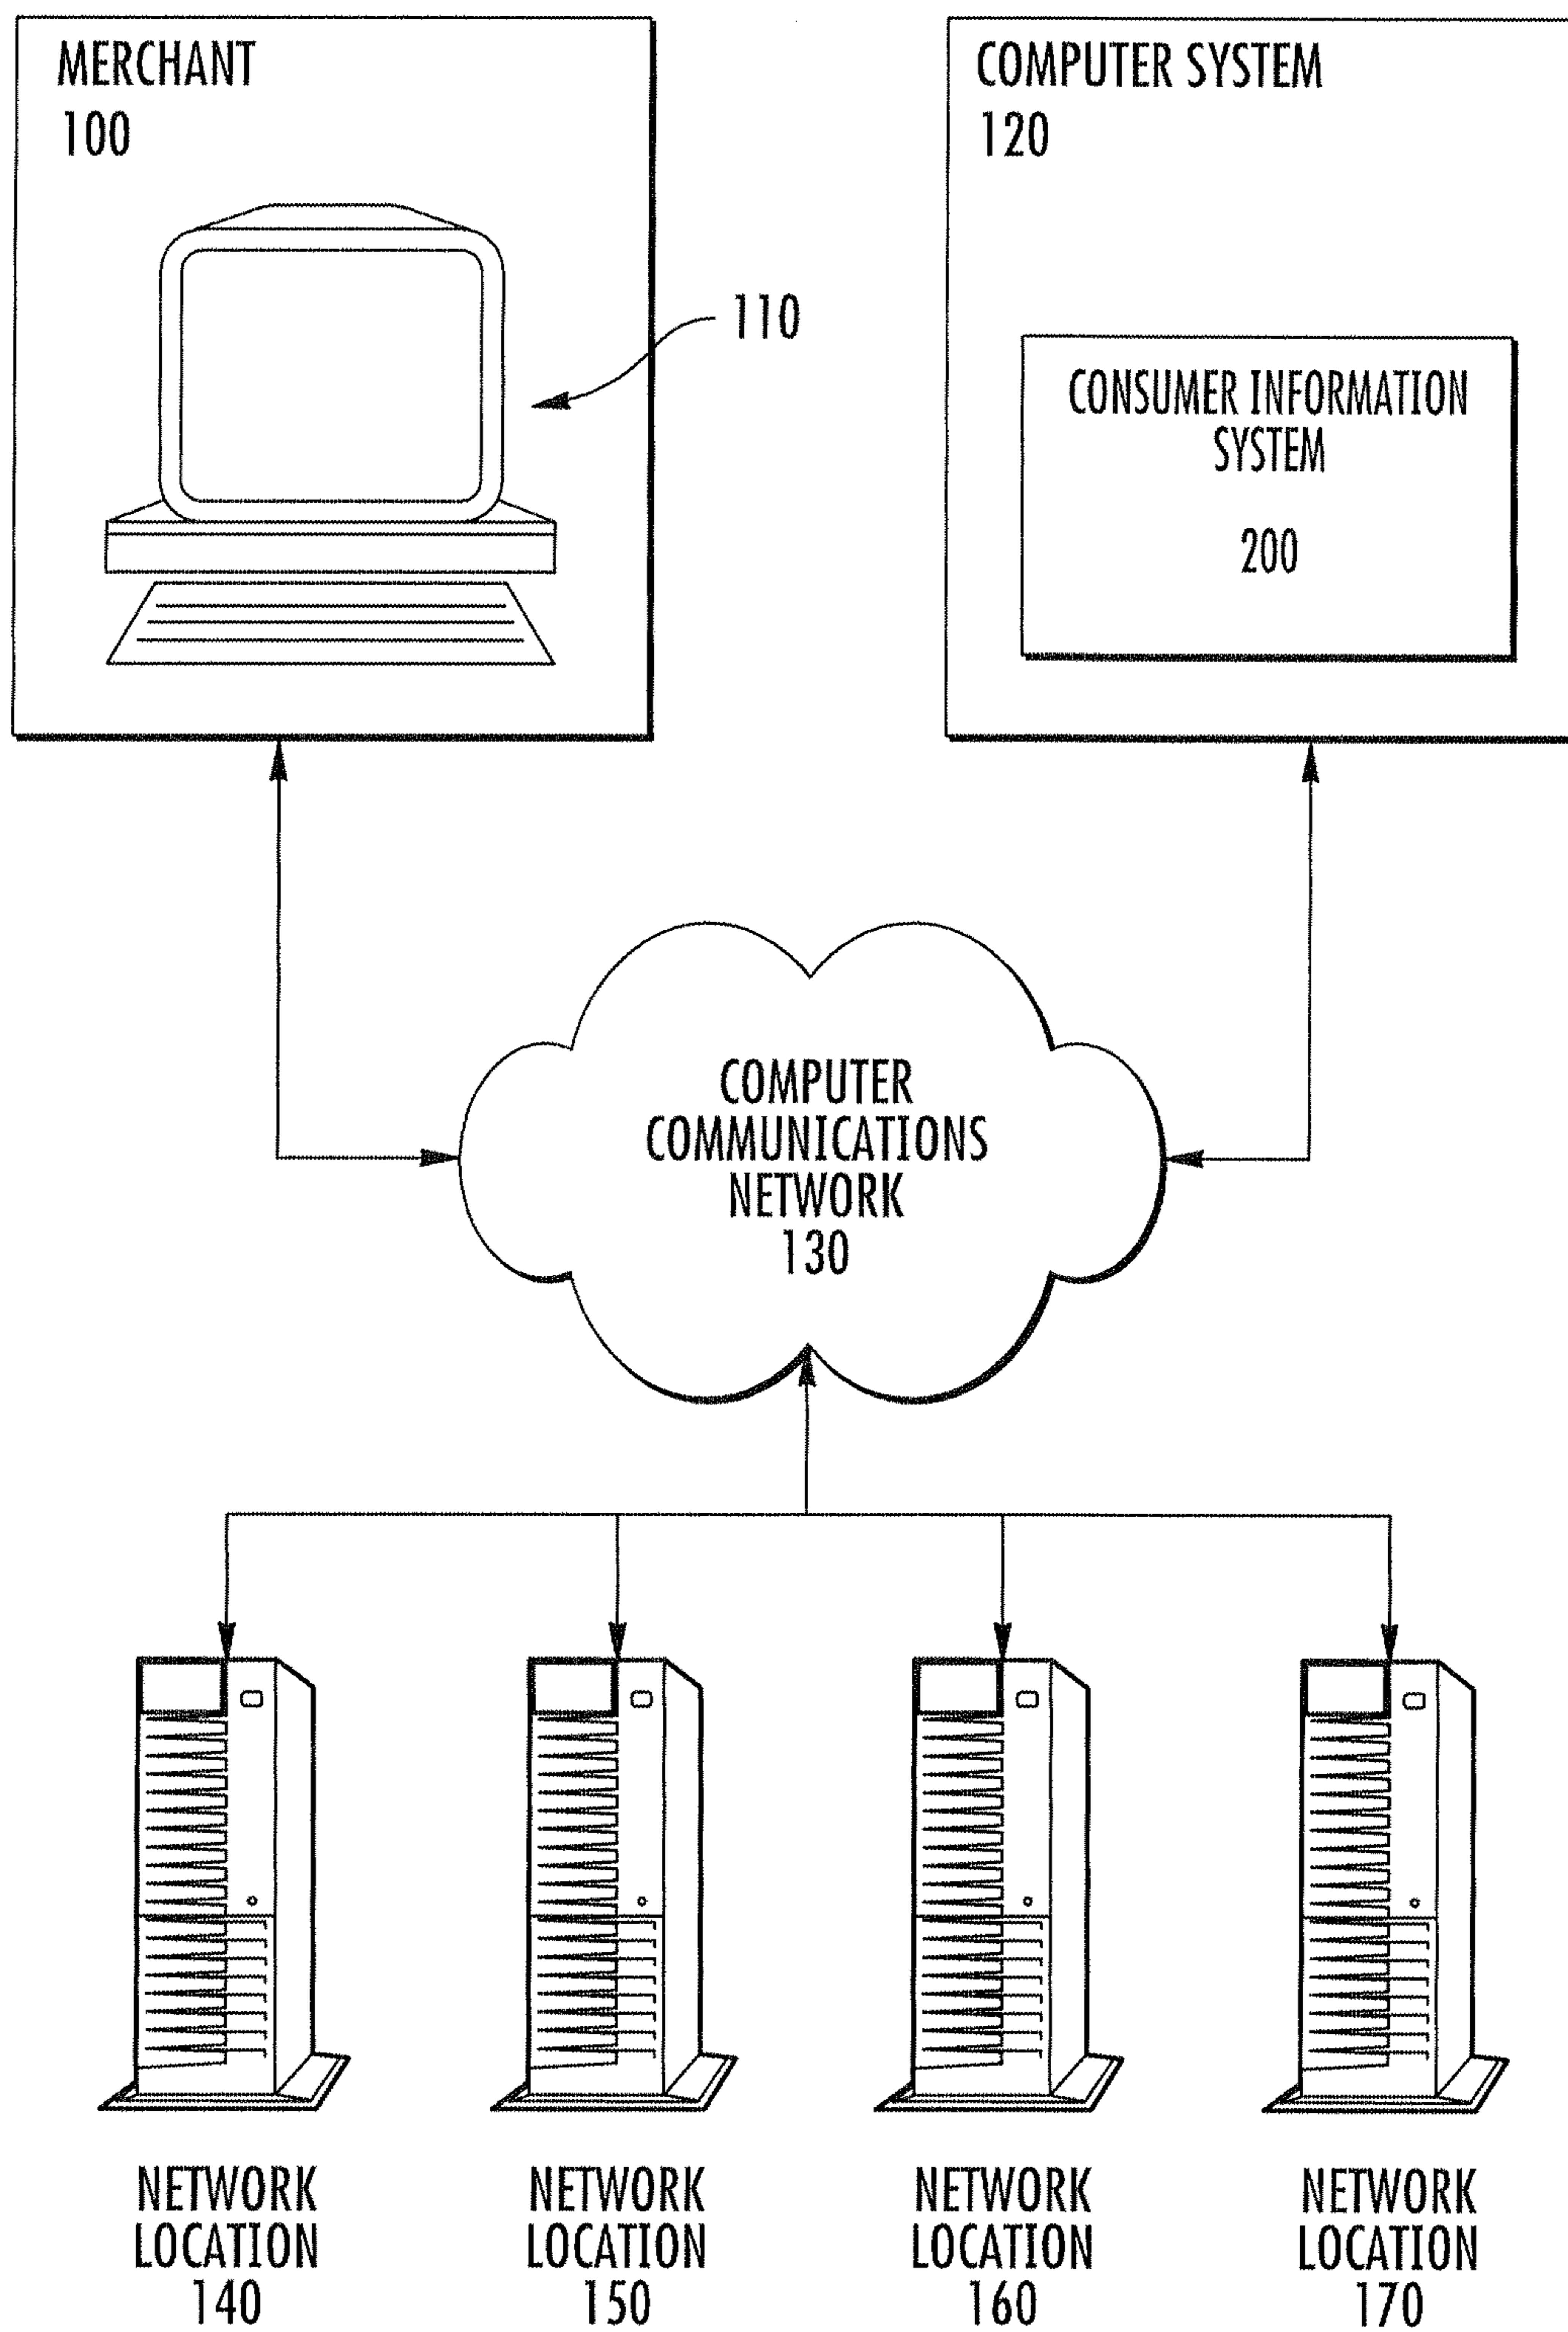 MERCHANT
100
110
COMPUTER SYSTEM
120
CONSUMER INFORMATION
SYSTEM
200
COMPUTER
COMMUNICATIONS
NETWORK
130
NETWORK
LOCATION
140
NETWORK
LOCATION
150
NETWORK
LOCATION
160
NETWORK
LOCATION
170